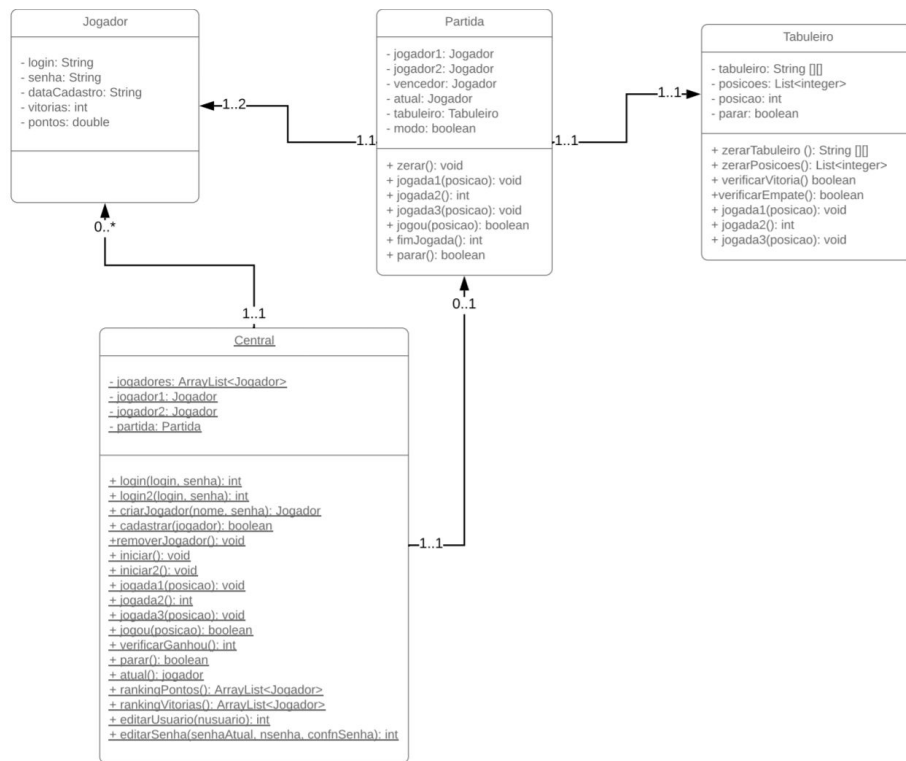 Jogador
- login: String
- senha: String
- dataCadastro: String
- vitorias: int
- pontos: double
1..2
Partida
- jogador1: Jogador
- jogador2: Jogador
- vencedor: Jogador
- atual: Jogador
- tabuleiro: Tabuleiro
- modo: boolean
1..1
1..1
+ zerar(): void
+ jogada1(posicao): void
+ jogada2(): int
+ jogada3(posicao): void
+ jogou(posicao): boolean
+ fimJogada(): int
+ parar(): boolean
1..1
Tabuleiro
- tabuleiro: String [][]
- posicoes: List<integer>
- posicao: int
- parar: boolean
+ zerarTabuleiro (): String [][]
+ zerarPosicoes(): List<integer>
+ verificarVitoria() boolean
+verificarEmpate(): boolean
+ jogada1(posicao): void
+ jogada2(): int
+ jogada3(posicao): void
0..*
1..1
0..1
Central
- jogadores: ArrayList<Jogador>
- jogador1: Jogador
- jogador2: Jogador
- partida: Partida
+ login(login, senha): int
+ login2(login, senha): int
+ criarJogador(nome, senha): Jogador
+ cadastrar(jogador): boolean
+removerJogador(): void
+ iniciar(): void
+ iniciar2(): void
+ jogada1(posicao): void
+ jogada2(): int
+ jogada3(posicao): void
+ jogou(posicao): boolean
+ verificarGanhou(): int
+ parar(): boolean
+ atual(): jogador
+ rankingPontos(): ArrayList<Jogador>
+ rankingVitorias(): ArrayList<Jogador>
+ editarUsuario(nusuario): int
+ editarSenha(senhaAtual, nsenha, confnSenha): int
1..1